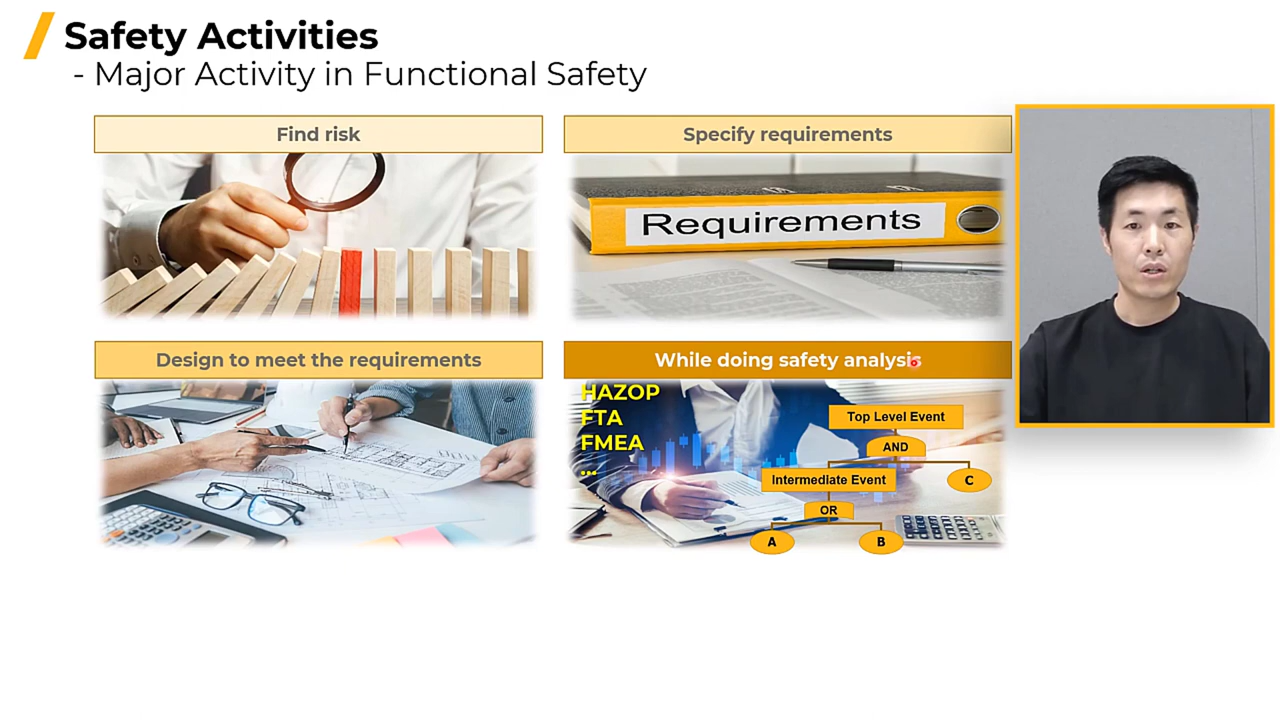 Safety Activities
- Major Activity in Functional Safety
Find risk
Specify requirements
Requirements
Design to meet the requirements
While doing safety analysis
HAZOP
FTA
FMEA
...
Top Level Event
AND
Intermediate Event
C
OR
A
B